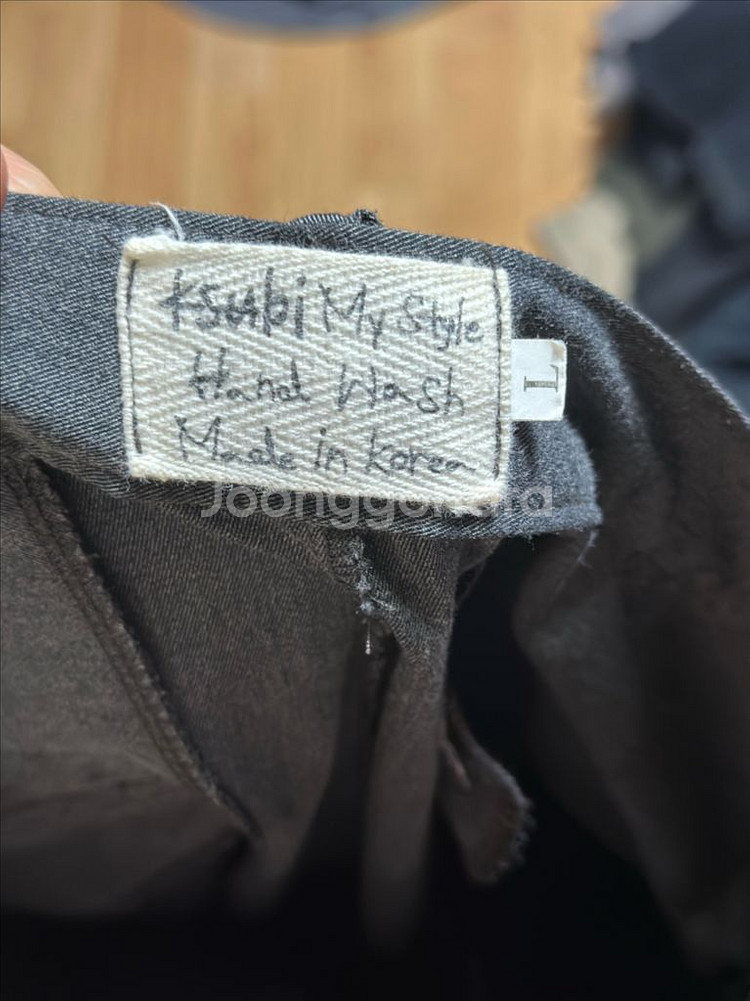 Ksubi My Style
Hand Wash
Made in Korea
L
Joonggonara